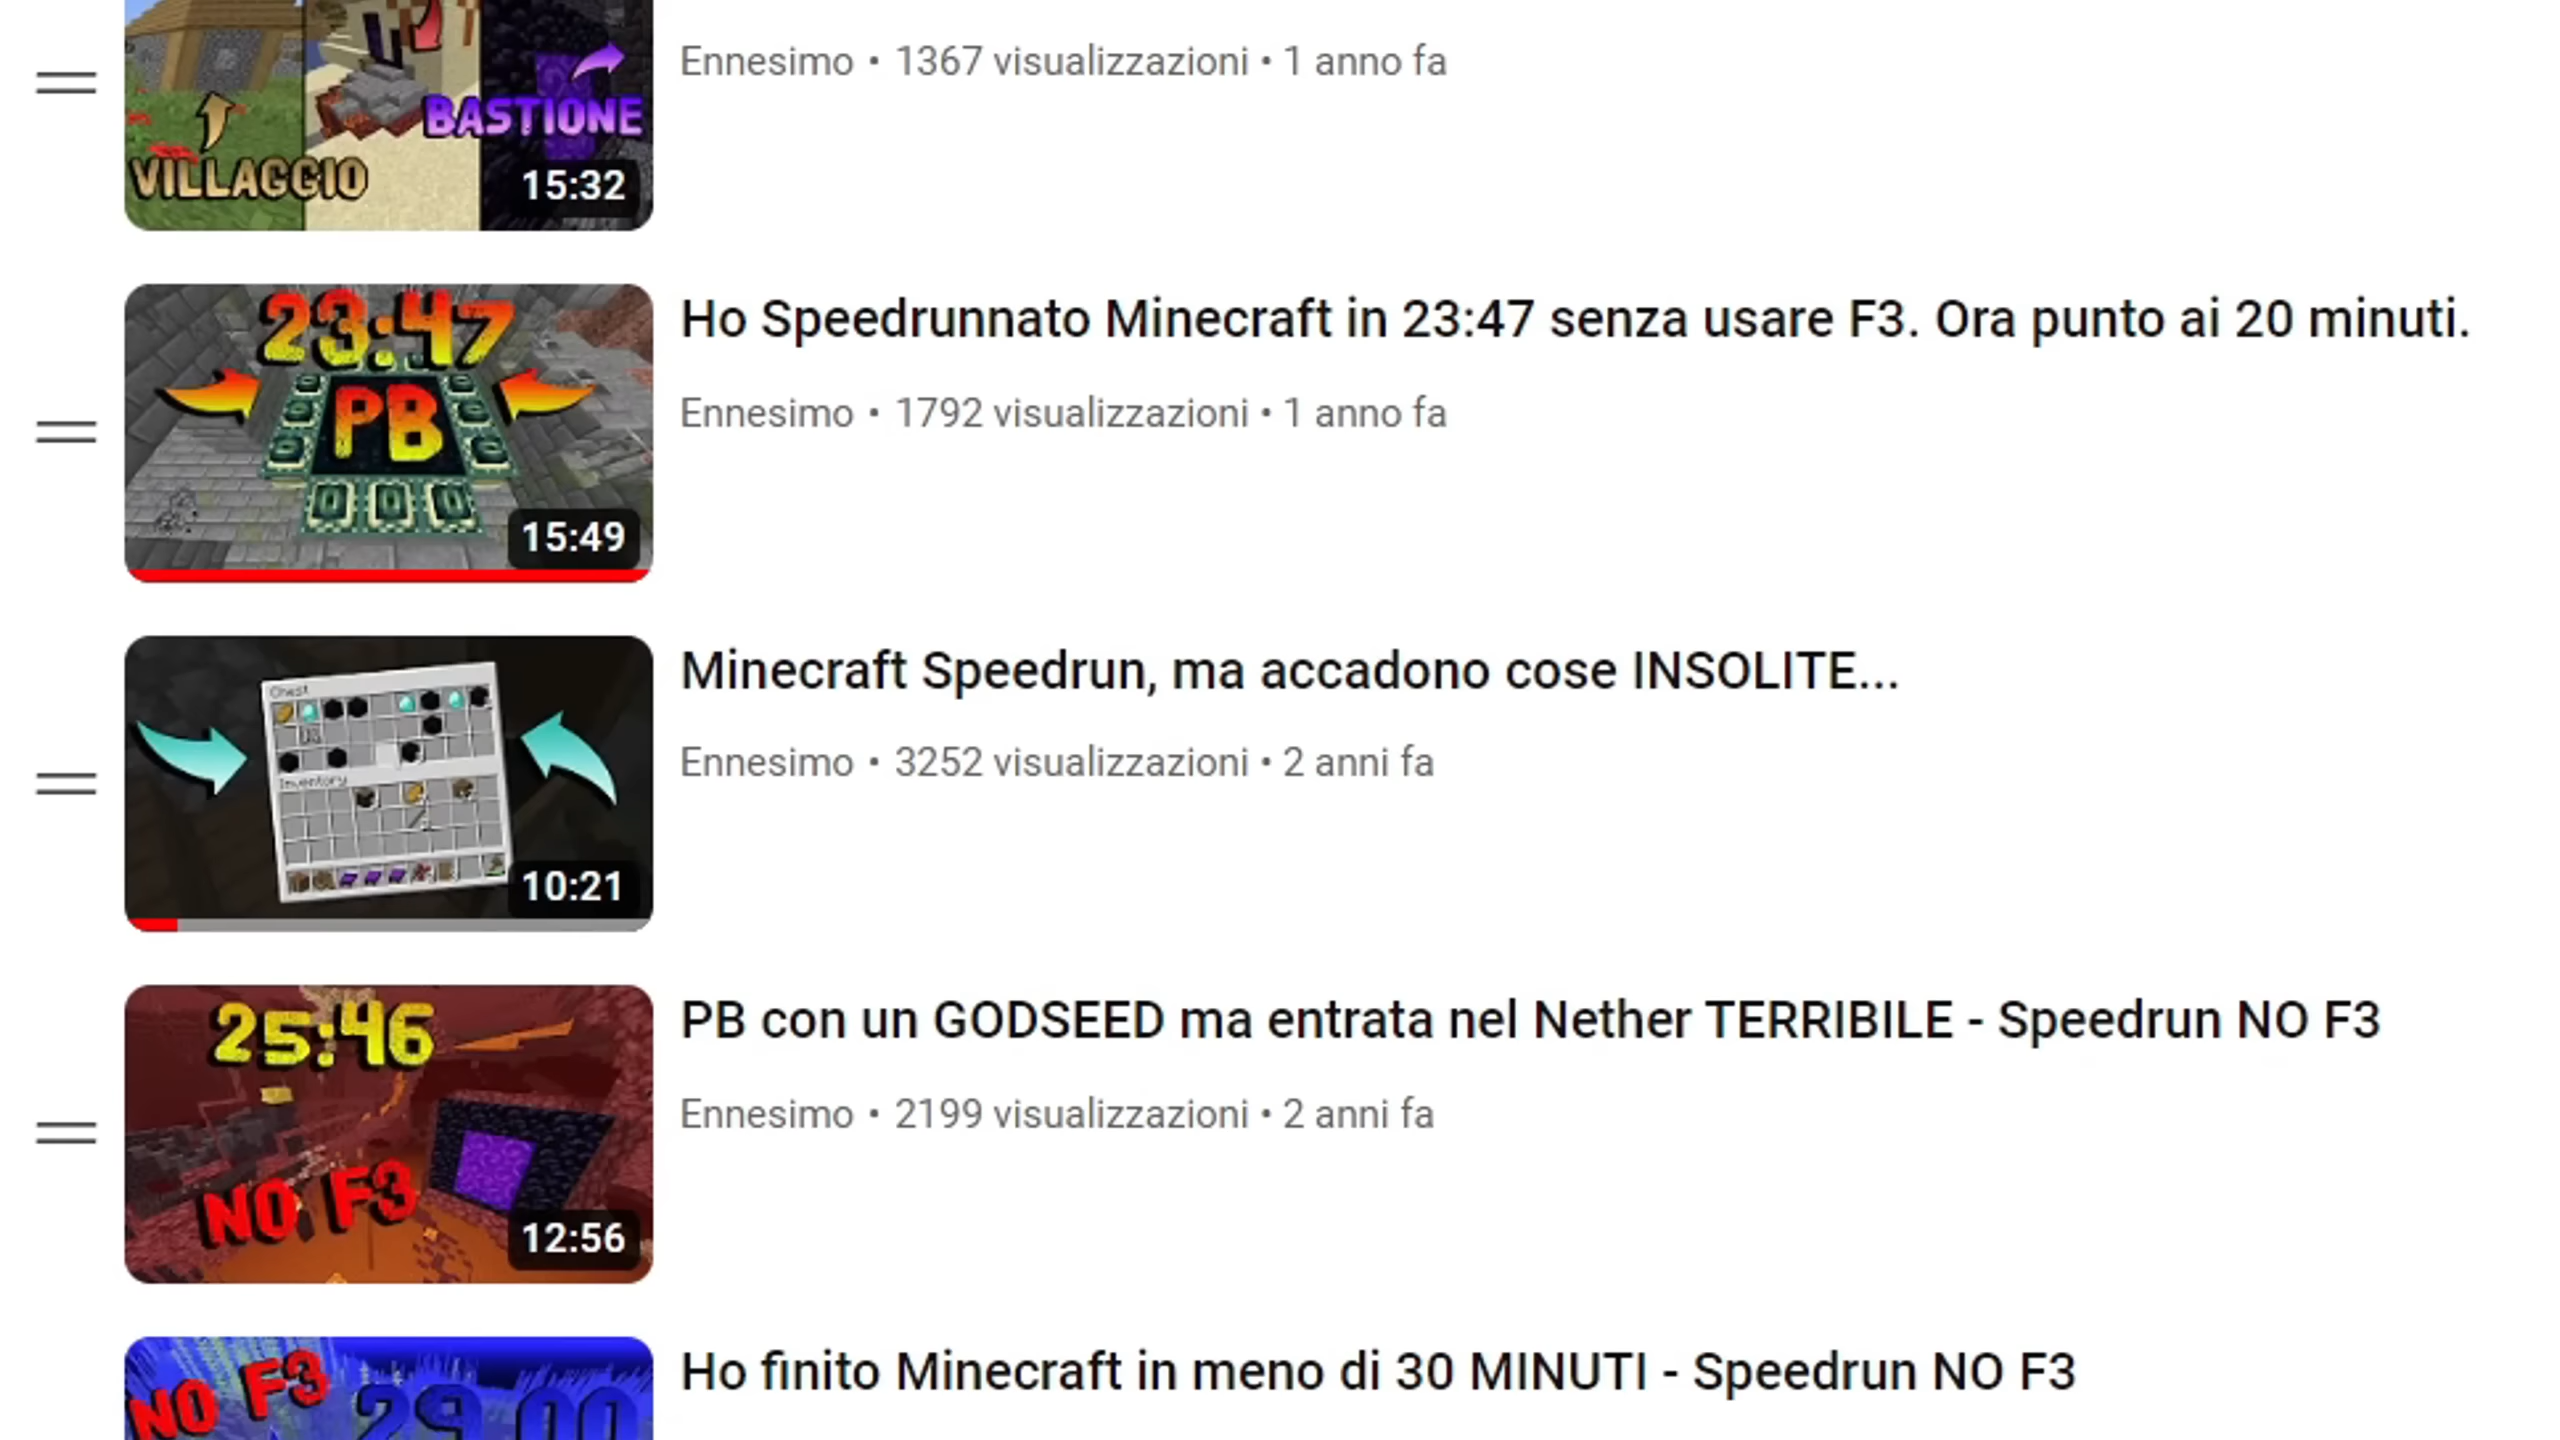 Ennesimo • 1367 visualizzazioni • 1 anno fa
BASTIONE
VILLAGGIO
15:32
23:47
PB
15:49
Ho Speedrunnato Minecraft in 23:47 senza usare F3. Ora punto ai 20 minuti.
Ennesimo • 1792 visualizzazioni • 1 anno fa
Chest
Inventory
10:21
Minecraft Speedrun, ma accadono cose INSOLITE...
Ennesimo • 3252 visualizzazioni • 2 anni fa
25:46
NO F3
12:56
PB con un GODSEED ma entrata nel Nether TERRIBILE - Speedrun NO F3
Ennesimo • 2199 visualizzazioni • 2 anni fa
NO F3
29 00
Ho finito Minecraft in meno di 30 MINUTI - Speedrun NO F3